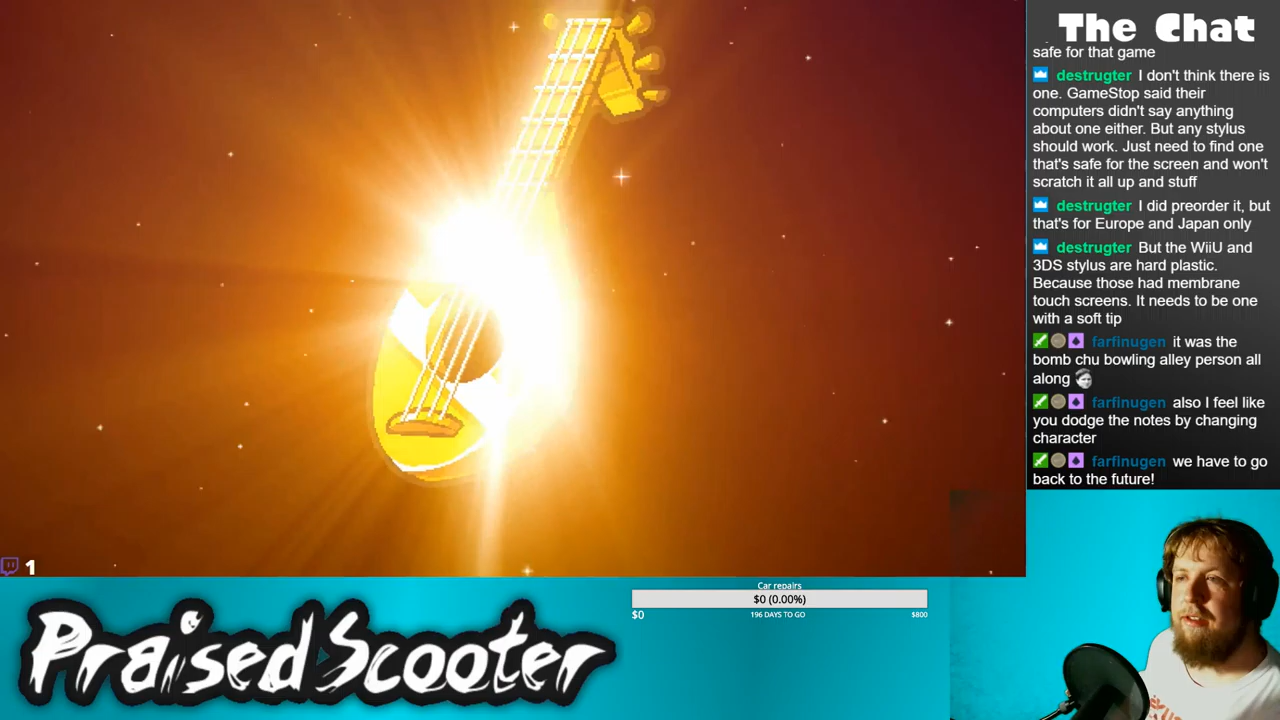 The Chat
safe for that game
destrugter I don't think there is
one. GameStop said their
computers didn't say anything
about one either. But any stylus
should work. Just need to find one
that's safe for the screen and won't
scratch it all up and stuff
destrugter I did preorder it, but
that's for Europe and Japan only
destrugter But the WiiU and
3DS stylus are hard plastic.
Because those had membrane
touch screens. It needs to be one
with a soft tip
farfinugen it was the
bomb chu bowling alley person all
along
farfinugen also I feel like
you dodge the notes by changing
character
farfinugen we have to go
back to the future!
1
Car repairs
$0 (0.00%)
$0 196 DAYS TO GO $800
PraisedScooter